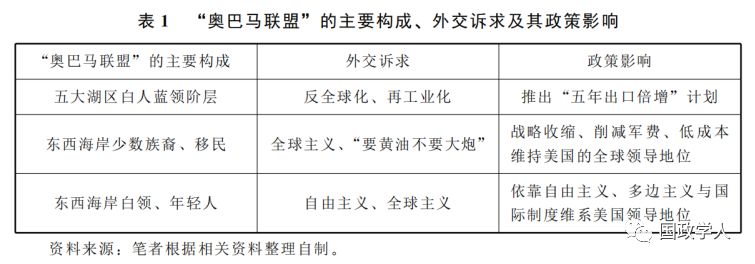 表 1 “奥巴马联盟”的主要构成、外交诉求及其政策影响
“奥巴马联盟”的主要构成 外交诉求 政策影响
五大湖区白人蓝领阶层 反全球化、再工业化 推出“五年出口倍增”计划
东西海岸少数族裔、移民 全球主义、“要黄油不要大炮” 战略收缩、削减军费、低成本
维持美国的全球领导地位
东西海岸白领、年轻人 自由主义、全球主义 依靠自由主义、多边主义与国
际制度维系美国领导地位
资料来源：笔者根据相关资料整理自制。
国政学人